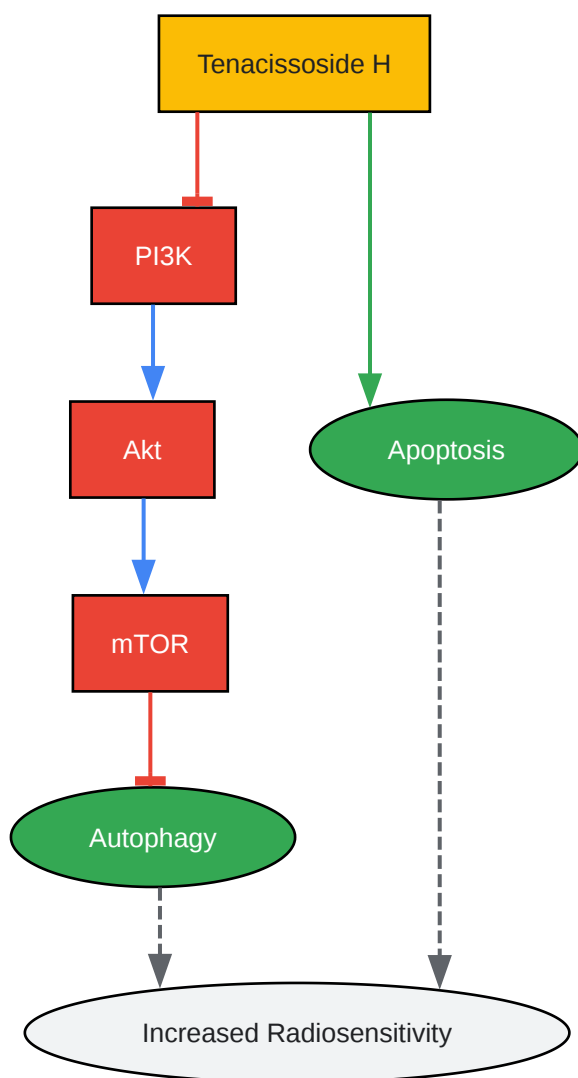 Tenacissoside H
PI3K
Akt
Apoptosis
mTOR
Autophagy
Increased Radiosensitivity